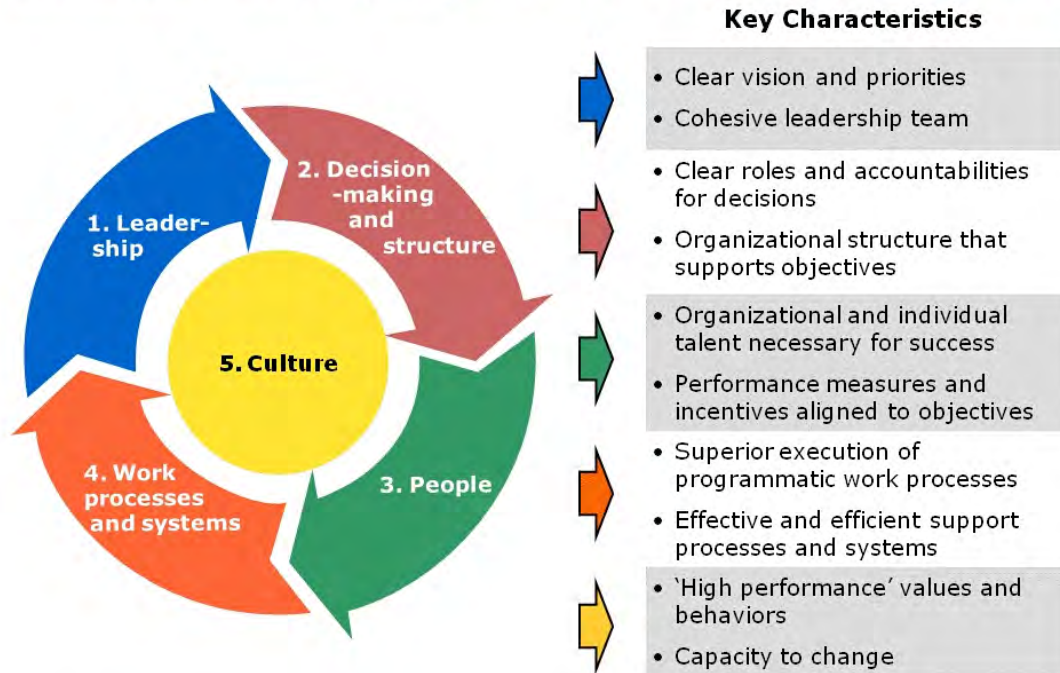 1. Leader-
ship
2. Decision
-making
and
structure
3. People
4. Work
processes
and systems
5. Culture
Key Characteristics
• Clear vision and priorities
• Cohesive leadership team
• Clear roles and accountabilities
for decisions
• Organizational structure that
supports objectives
• Organizational and individual
talent necessary for success
• Performance measures and
incentives aligned to objectives
• Superior execution of
programmatic work processes
• Effective and efficient support
processes and systems
• ‘High performance’ values and
behaviors
• Capacity to change